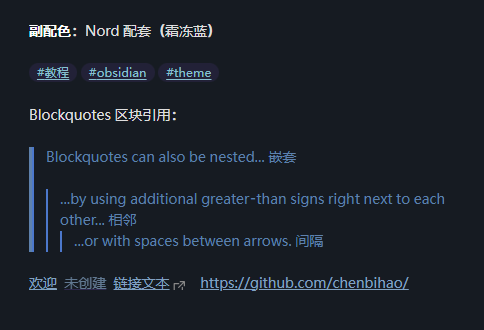 副配色：Nord 配套（霜冻蓝）
#教程 #obsidian #theme
Blockquotes 区块引用：
Blockquotes can also be nested... 嵌套
...by using additional greater-than signs right next to each
other... 相邻
...or with spaces between arrows. 间隔
欢迎 未创建 链接文本 https://github.com/chenbihao/